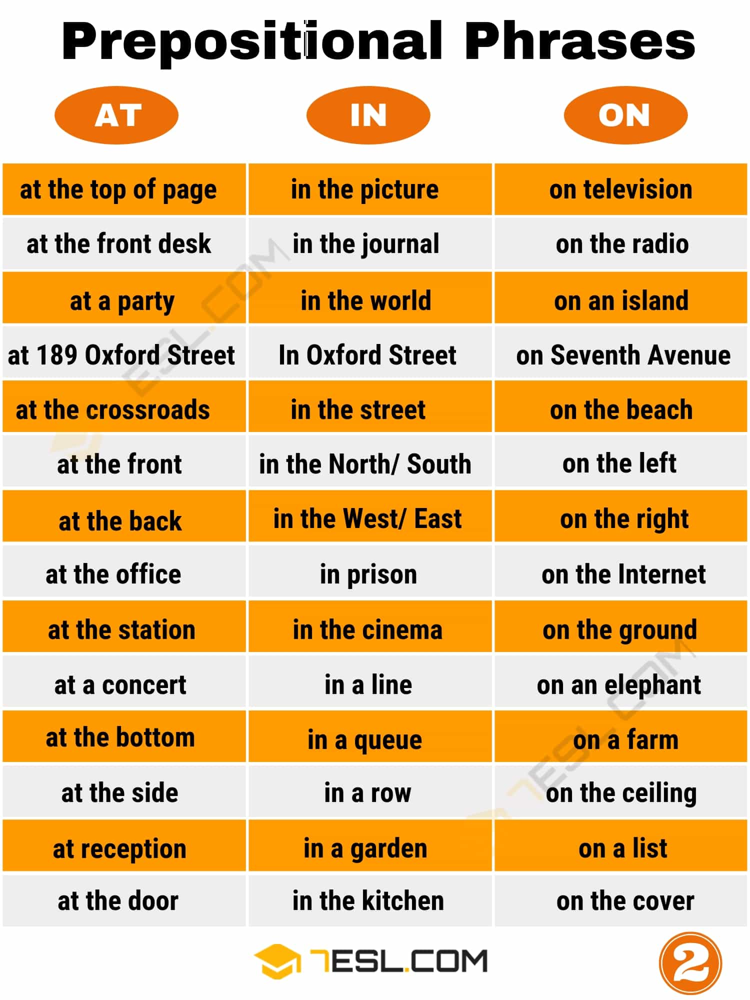 Prepositional Phrases
AT IN ON
at the top of page in the picture on television
at the front desk in the journal on the radio
at a party in the world on an island
at 189 Oxford Street In Oxford Street on Seventh Avenue
at the crossroads in the street on the beach
at the front in the North/ South on the left
at the back in the West/ East on the right
at the office in prison on the Internet
at the station in the cinema on the ground
at a concert in a line on an elephant
at the bottom in a queue on a farm
at the side in a row on the ceiling
at reception in a garden on a list
at the door in the kitchen on the cover
7ESL.COM
2
ESL.COM
7ESL.COM